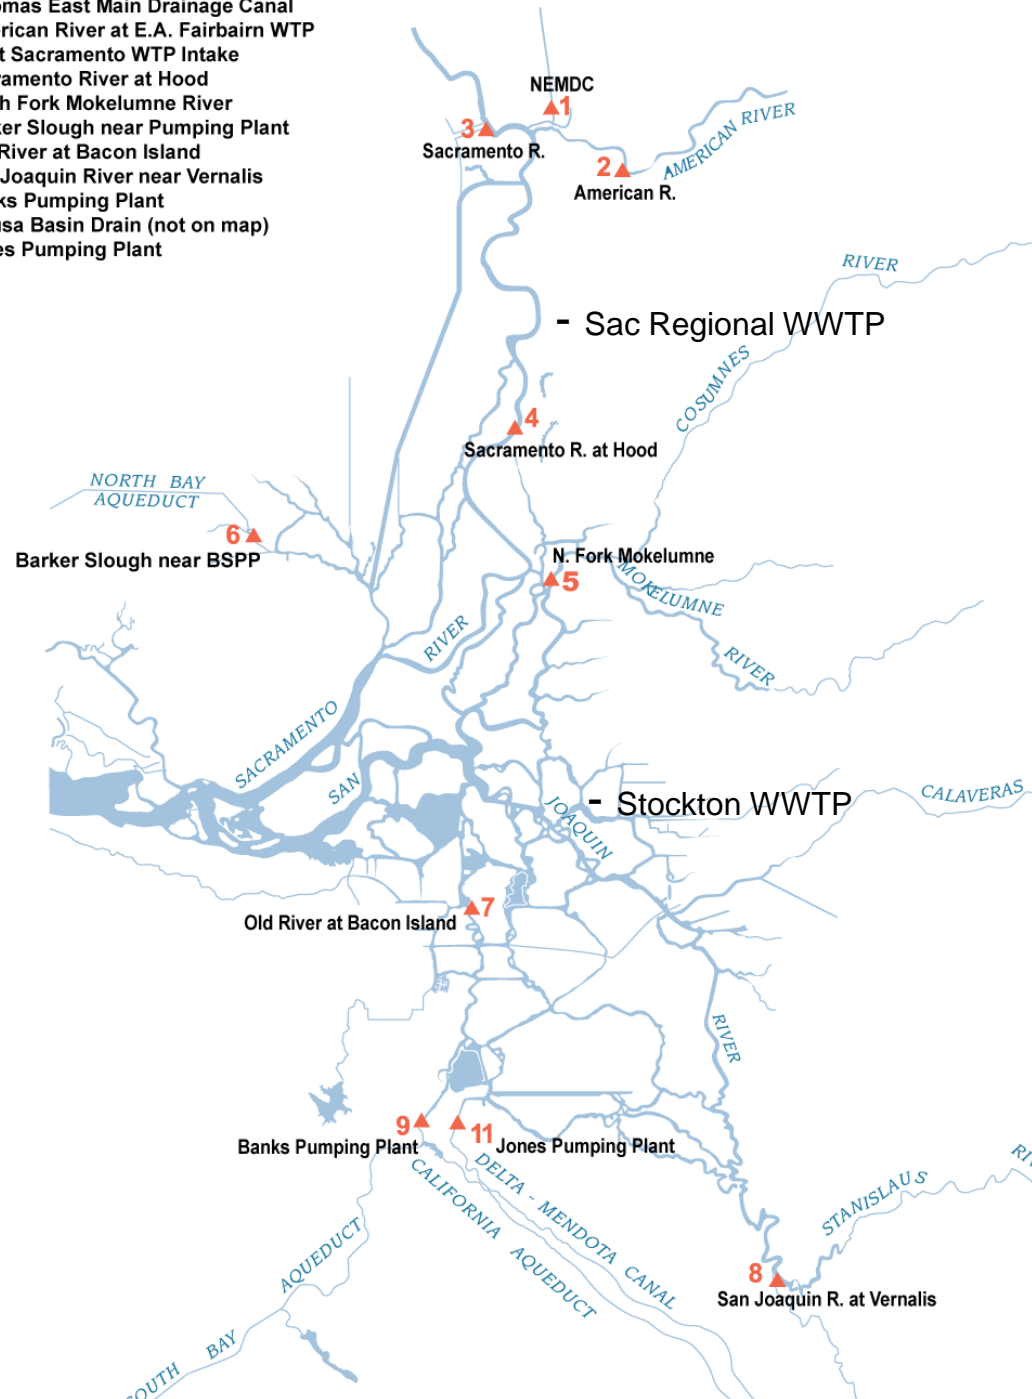 omas East Main Drainage Canal
erican River at E.A. Fairbairn WTP
t Sacramento WTP Intake
ramento River at Hood
h Fork Mokelumne River
ker Slough near Pumping Plant
River at Bacon Island
Joaquin River near Vernalis
ks Pumping Plant
usa Basin Drain (not on map)
es Pumping Plant
NEMDC
1
3
Sacramento R.
2
American R.
AMERICAN RIVER
RIVER
- Sac Regional WWTP
COSUMNES
4
Sacramento R. at Hood
NORTH BAY
AQUEDUCT
6
Barker Slough near BSPP
N. Fork Mokelumne
5
MOKELUMNE
RIVER
RIVER
SACRAMENTO
SAN
JOAQUIN
- Stockton WWTP
CALAVERAS
7
Old River at Bacon Island
RIVER
9
Banks Pumping Plant
11
Jones Pumping Plant
DELTA - MENDOTA CANAL
CALIFORNIA AQUEDUCT
STANISLAUS
RI
AQUEDUCT
8
San Joaquin R. at Vernalis
OUTH BAY